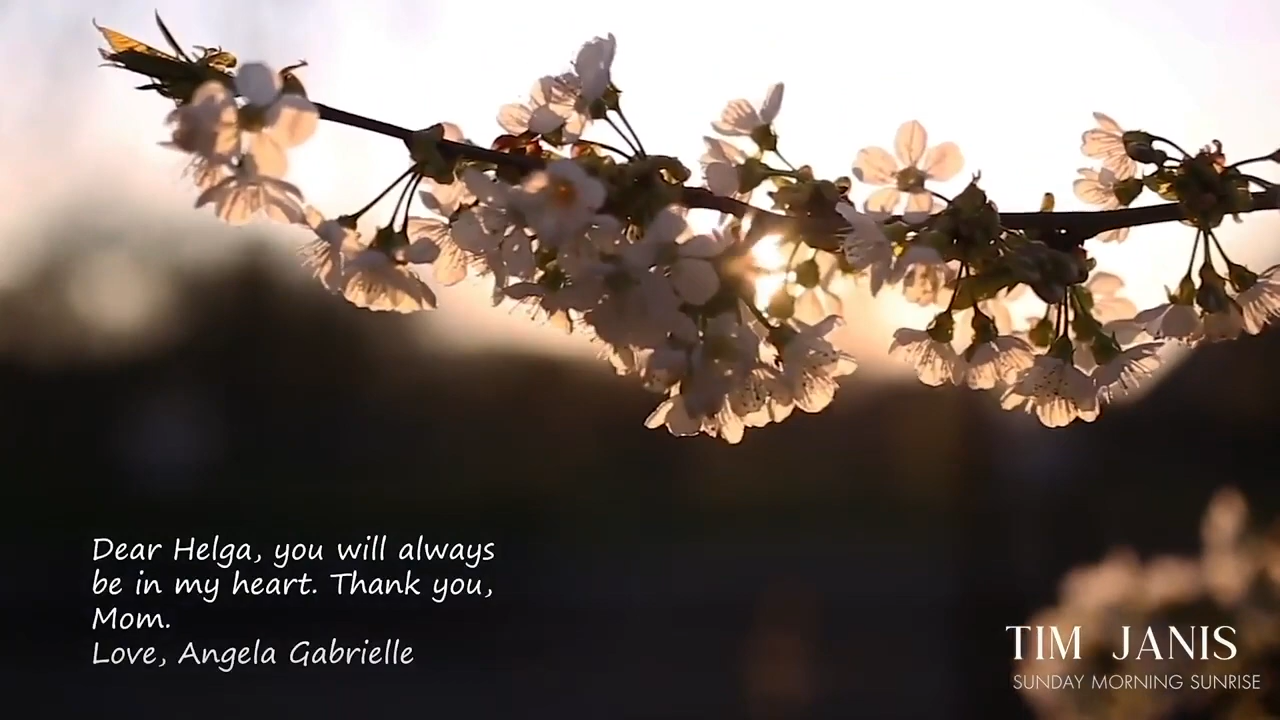 Dear Helga, you will always
be in my heart. Thank you,
Mom.
Love, Angela Gabrielle
TIM JANIS
SUNDAY MORNING SUNRISE